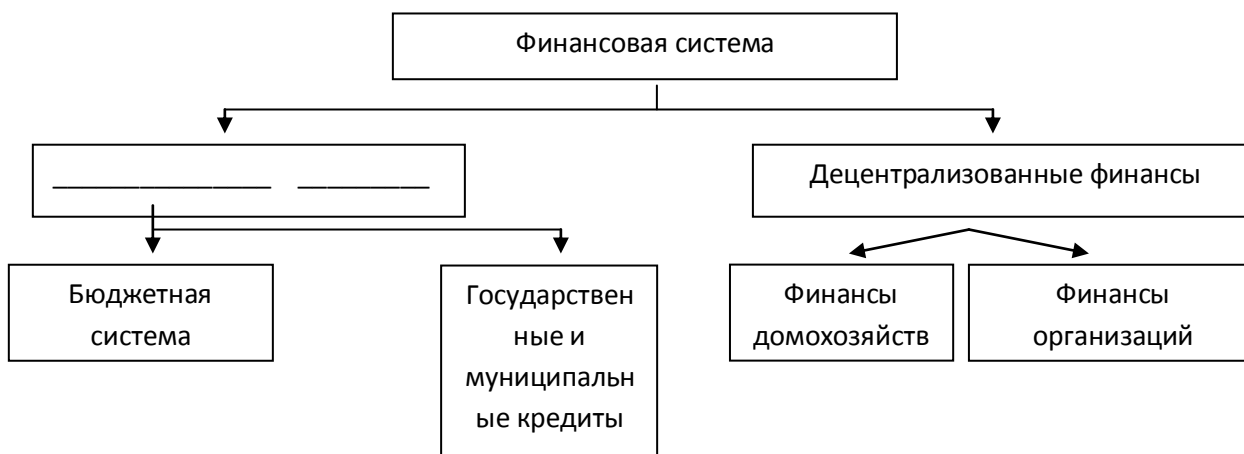 Финансовая система
_______________ _________
Децентрализованные финансы
Бюджетная
система
Государствен
ные и
муниципальн
ые кредиты
Финансы
домохозяйств
Финансы
организаций